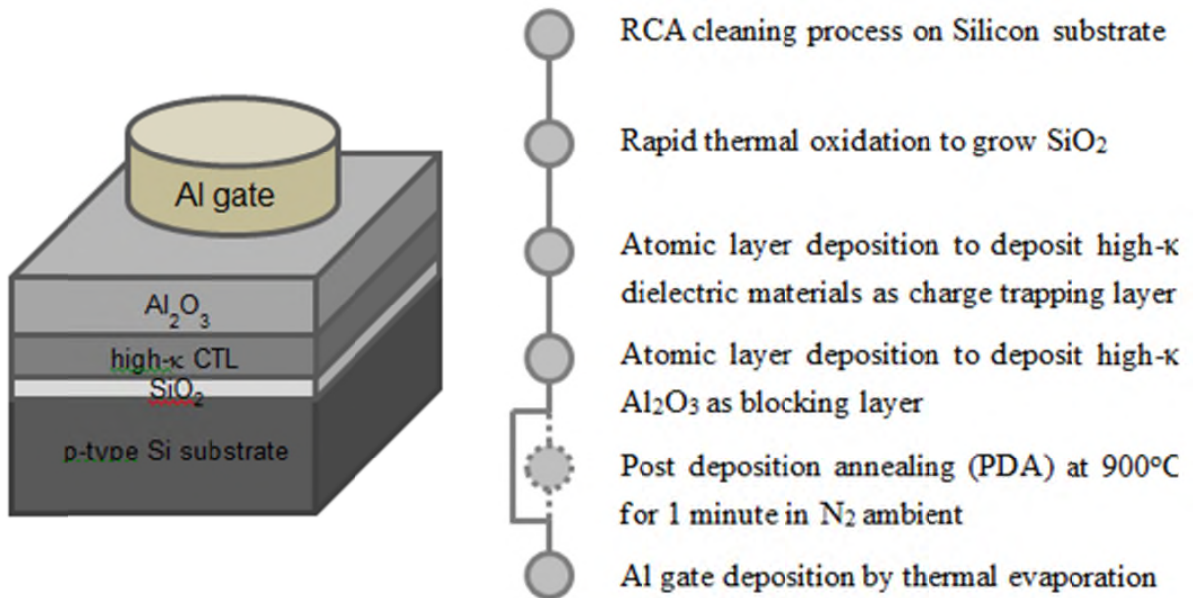 Al gate
Al₂O₃
high-κ CTL
SiO₂
p-type Si substrate
RCA cleaning process on Silicon substrate
Rapid thermal oxidation to grow SiO₂
Atomic layer deposition to deposit high-κ
dielectric materials as charge trapping layer
Atomic layer deposition to deposit high-κ
Al₂O₃ as blocking layer
Post deposition annealing (PDA) at 900°C
for 1 minute in N₂ ambient
Al gate deposition by thermal evaporation